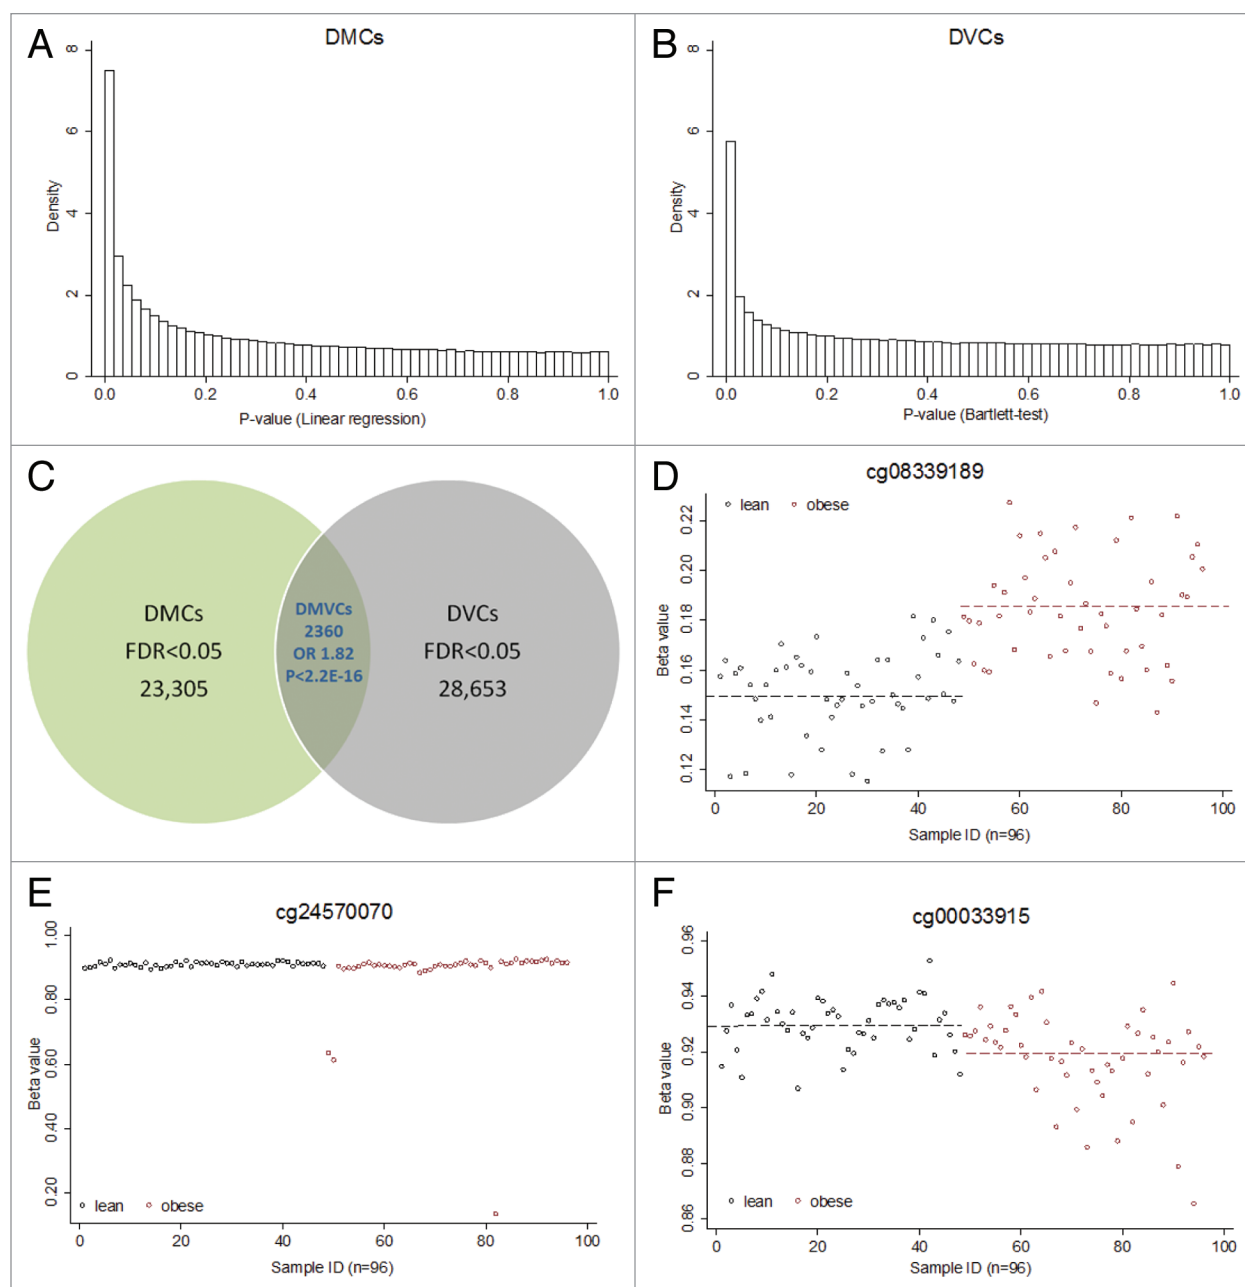 A
DMCs
8
6
4
2
0
Density
0.0 0.2 0.4 0.6 0.8 1.0
P-value (Linear regression)
B
DVCs
8
6
4
2
0
Density
0.0 0.2 0.4 0.6 0.8 1.0
P-value (Bartlett-test)
C
DMCs
FDR<0.05
23,305
DMVCs
2360
OR 1.82
P<2.2E-16
DVCs
FDR<0.05
28,653
D
cg08339189
lean obese
0.22
0.20
0.18
0.16
0.14
0.12
Beta value
0 20 40 60 80 100
Sample ID (n=96)
E
cg24570070
1.00
0.80
0.60
0.40
0.20
Beta value
lean obese
0 20 40 60 80 100
Sample ID (n=96)
F
cg00033915
0.96
0.94
0.92
0.90
0.88
0.86
Beta value
lean obese
0 20 40 60 80 100
Sample ID (n=96)